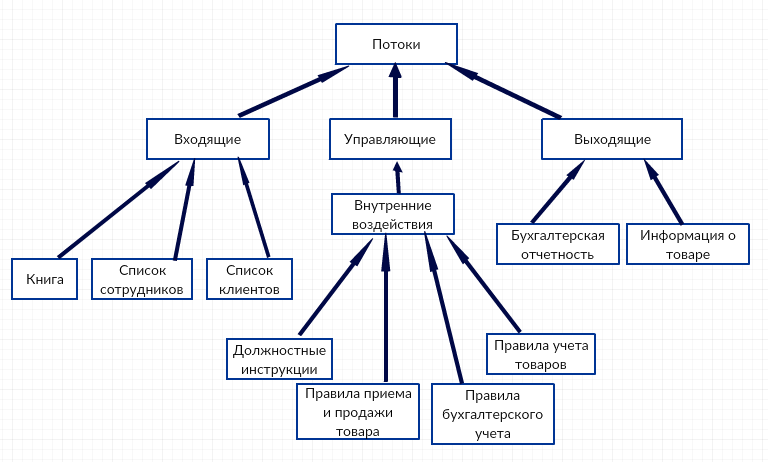 Потоки
Входящие
Управляющие
Выходящие
Внутренние
воздействия
Бухгалтерская
отчетность
Информация о
товаре
Книга
Список
сотрудников
Список
клиентов
Должностные
инструкции
Правила учета
товаров
Правила приема
и продажи
товара
Правила
бухгалтерского
учета